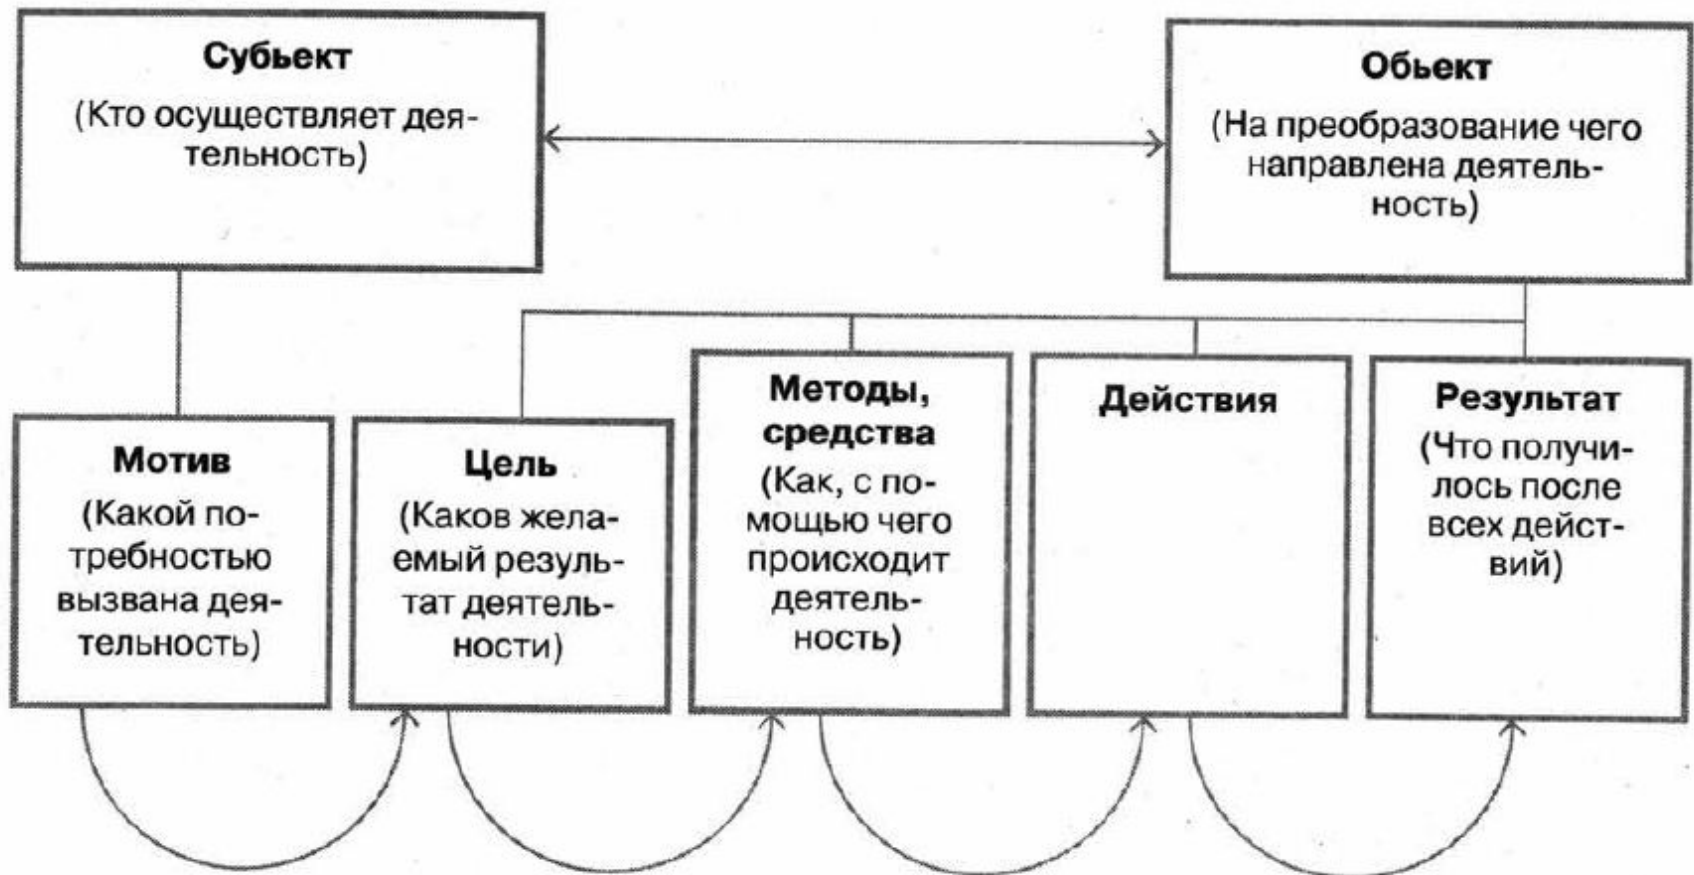 Субьект
(Кто осуществляет дея-
тельность)
Обьект
(На преобразование чего
направлена деятель-
ность)
Мотив
(Какой по-
требностью
вызвана дея-
тельность)
Цель
(Каков жела-
емый резуль-
тат деятель-
ности)
Методы,
средства
(Как, с по-
мощью чего
происходит
деятель-
ность)
Действия
Результат
(Что получи-
лось после
всех дейст-
вий)